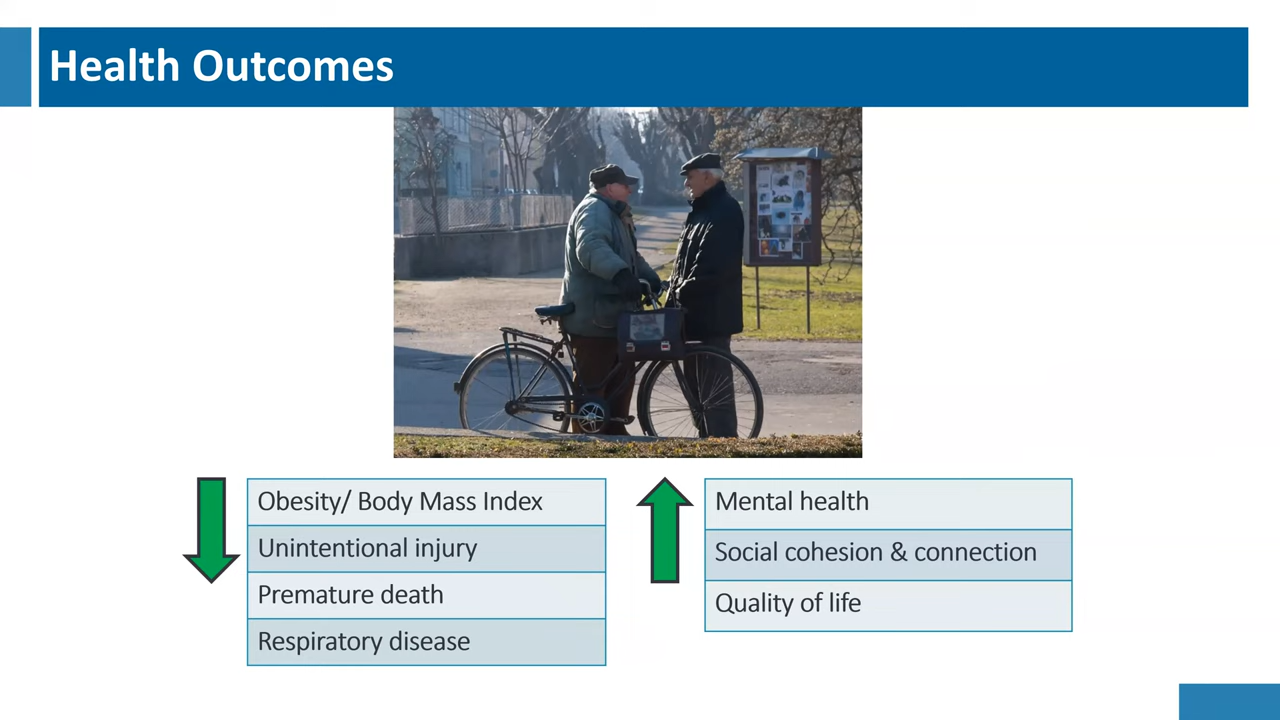 Health Outcomes
Obesity/ Body Mass Index
Unintentional injury
Premature death
Respiratory disease
Mental health
Social cohesion & connection
Quality of life